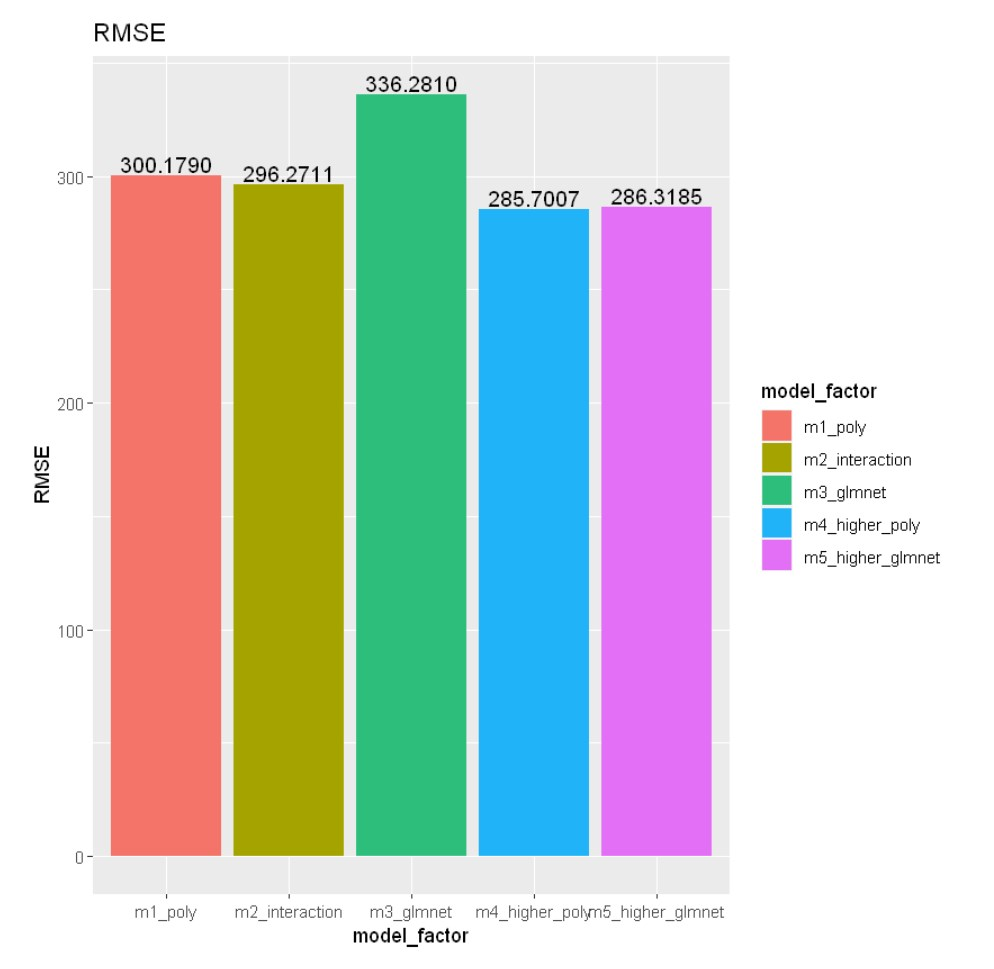 RMSE
336.2810
300.1790
296.2711
285.7007
286.3185
300
200
100
0
RMSE
m1_poly
m2_interaction
m3_glmnet
m4_higher_poly
m5_higher_glmnet
model_factor
model_factor
m1_poly
m2_interaction
m3_glmnet
m4_higher_poly
m5_higher_glmnet